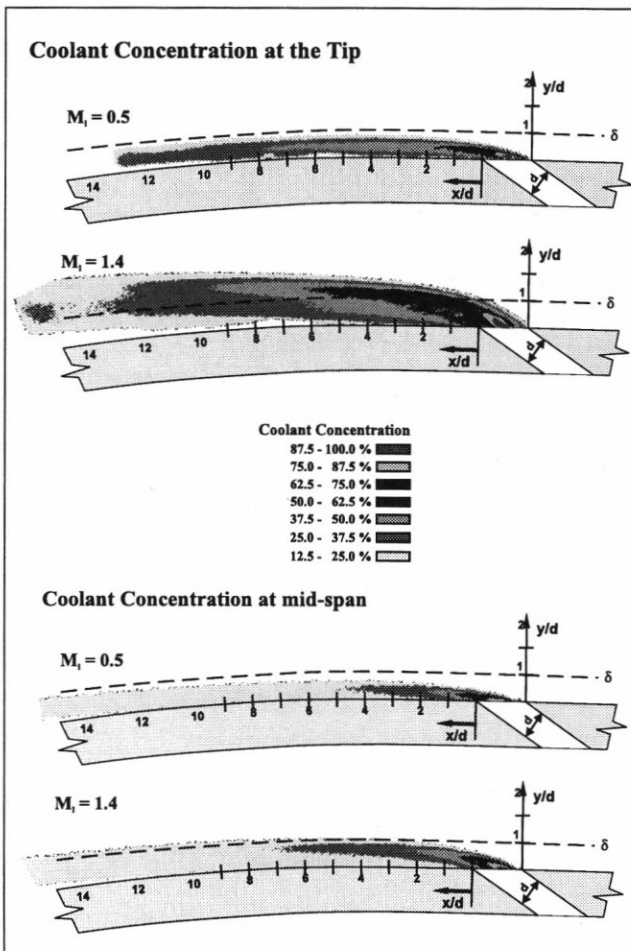 Coolant Concentration at the Tip
M₁ = 0.5
2
y/d
1
δ
14 12 10 8 6 4 2
x/d
d
M₁ = 1.4
2
y/d
1
δ
14 12 10 8 6 4 2
x/d
d
Coolant Concentration
87.5 - 100.0 %
75.0 - 87.5 %
62.5 - 75.0 %
50.0 - 62.5 %
37.5 - 50.0 %
25.0 - 37.5 %
12.5 - 25.0 %
Coolant Concentration at mid-span
M₁ = 0.5
2
y/d
1
δ
14 12 10 8 6 4 2
x/d
d
M₁ = 1.4
2
y/d
1
δ
14 12 10 8 6 4 2
x/d
d